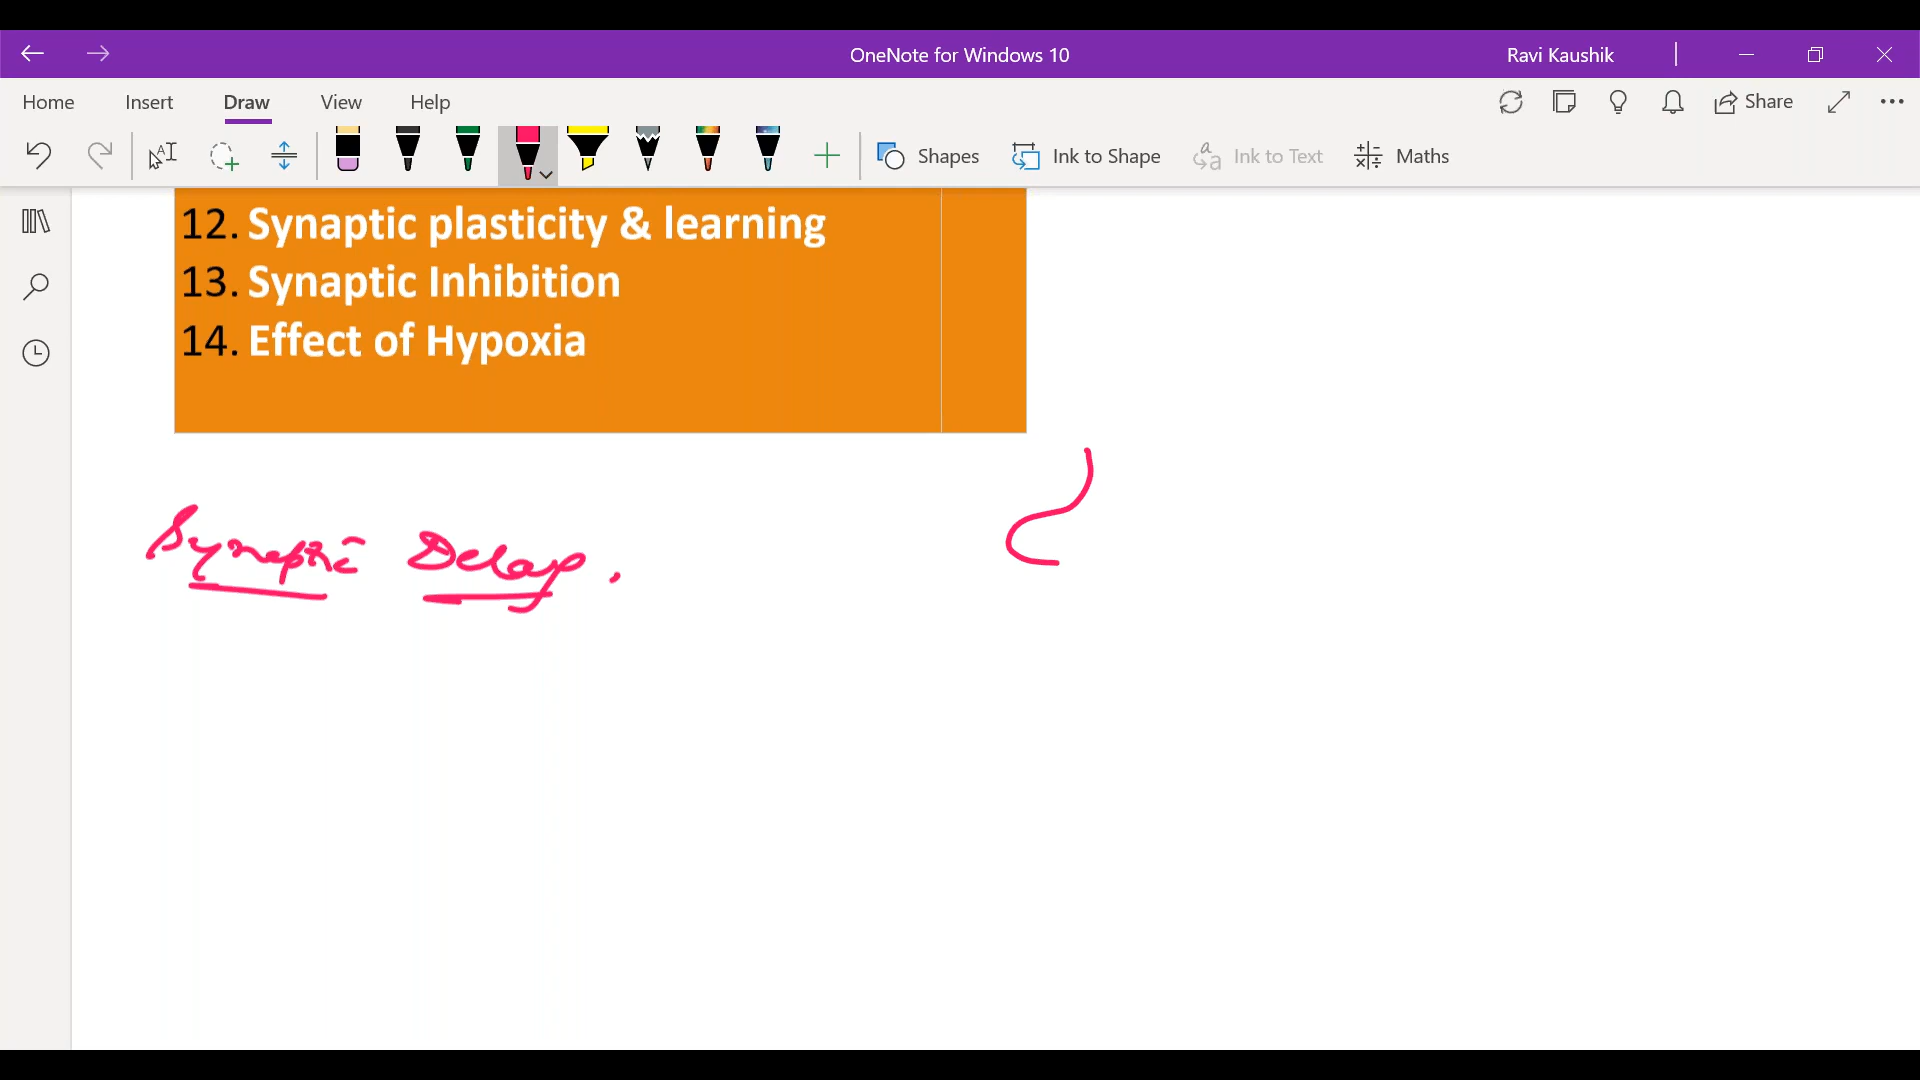 OneNote for Windows 10
Ravi Kaushik
Home Insert Draw View Help
Share
Shapes Ink to Shape Ink to Text Maths
12. Synaptic plasticity & learning
13. Synaptic Inhibition
14. Effect of Hypoxia
Synaptic Delay.